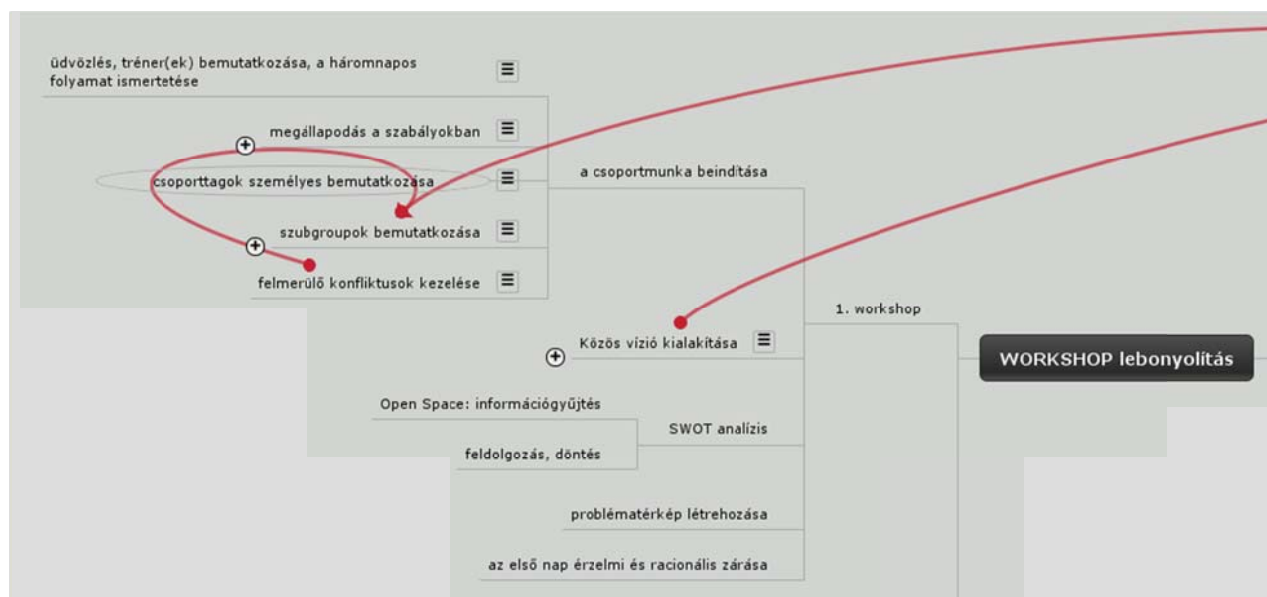 üdvözlés, tréner(ek) bemutatkozása, a háromnapos
folyamat ismertetése
megállapodás a szabályokban
csoporttagok személyes bemutatkozása
szubgroupok bemutatkozása
felmerülő konfliktusok kezelése
a csoportmunka beindítása
Közös vízió kialakítása
Open Space: információgyűjtés
feldolgozás, döntés
SWOT analízis
problématérkép létrehozása
az első nap érzelmi és racionális zárása
1. workshop
WORKSHOP lebonyolítás